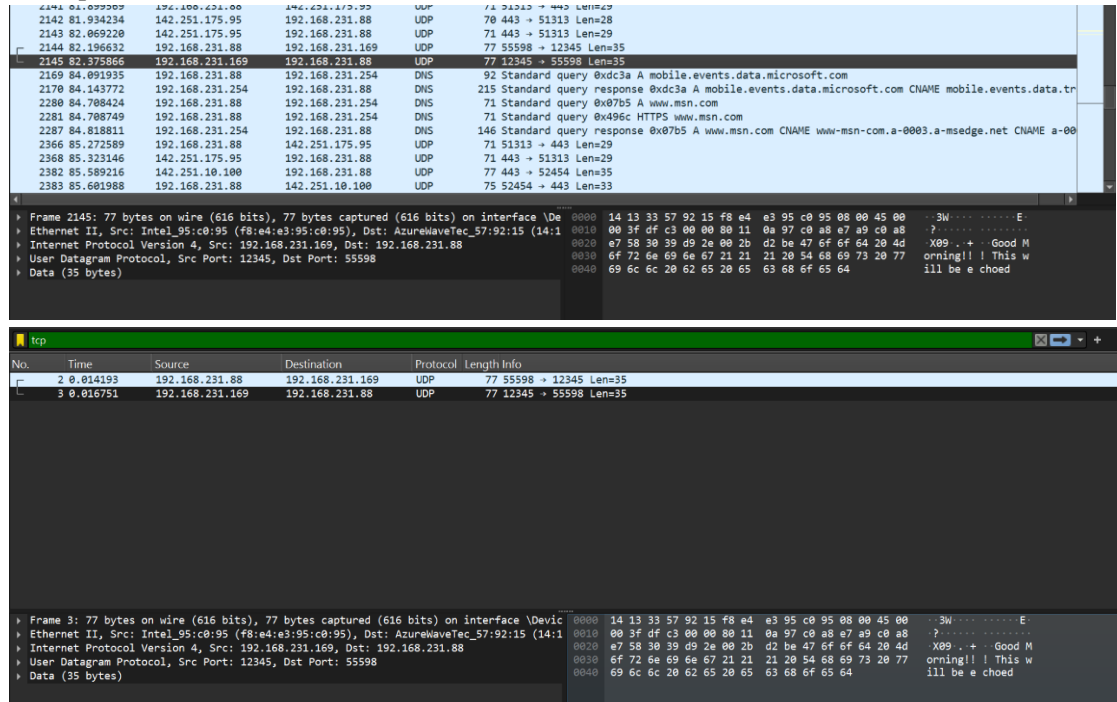 2141 81.899569 192.168.231.88 142.251.175.95 UDP 71 51313 → 443 Len=29
2142 81.934234 142.251.175.95 192.168.231.88 UDP 70 443 → 51313 Len=28
2143 82.069220 142.251.175.95 192.168.231.88 UDP 71 443 → 51313 Len=29
2144 82.196632 192.168.231.88 192.168.231.169 UDP 77 55598 → 12345 Len=35
2145 82.375866 192.168.231.169 192.168.231.88 UDP 77 12345 → 55598 Len=35
2169 84.091935 192.168.231.88 192.168.231.254 DNS 92 Standard query 0xdc3a A mobile.events.data.microsoft.com
2170 84.143772 192.168.231.254 192.168.231.88 DNS 215 Standard query response 0xdc3a A mobile.events.data.microsoft.com CNAME mobile.events.data.tr
2280 84.708424 192.168.231.88 192.168.231.254 DNS 71 Standard query 0x07b5 A www.msn.com
2281 84.708749 192.168.231.88 192.168.231.254 DNS 71 Standard query 0x496c HTTPS www.msn.com
2287 84.818811 192.168.231.254 192.168.231.88 DNS 146 Standard query response 0x07b5 A www.msn.com CNAME www-msn-com.a-0003.a-msedge.net CNAME a-00
2366 85.272589 192.168.231.88 142.251.175.95 UDP 71 51313 → 443 Len=29
2368 85.323146 142.251.175.95 192.168.231.88 UDP 71 443 → 51313 Len=29
2382 85.589216 142.251.10.100 192.168.231.88 UDP 77 443 → 52454 Len=35
2383 85.601988 192.168.231.88 142.251.10.100 UDP 75 52454 → 443 Len=33
Frame 2145: 77 bytes on wire (616 bits), 77 bytes captured (616 bits) on interface \De
Ethernet II, Src: Intel_95:c0:95 (f8:e4:e3:95:c0:95), Dst: AzureWaveTec_57:92:15 (14:1
Internet Protocol Version 4, Src: 192.168.231.169, Dst: 192.168.231.88
User Datagram Protocol, Src Port: 12345, Dst Port: 55598
Data (35 bytes)
0000 14 13 33 57 92 15 f8 e4 e3 95 c0 95 08 00 45 00 ··3W···· ······E·
0010 00 3f df c3 00 00 80 11 0a 97 c0 a8 e7 a9 c0 a8 ·?······ ········
0020 e7 58 30 39 d9 2e 00 2b d2 be 47 6f 6f 64 20 4d ·X09·.·+ ··Good M
0030 6f 72 6e 69 6e 67 21 21 21 20 54 68 69 73 20 77 orning!! ! This w
0040 69 6c 6c 20 62 65 20 65 63 68 6f 65 64 ill be e choed
tcp
No. Time Source Destination Protocol Length Info
2 0.014193 192.168.231.88 192.168.231.169 UDP 77 55598 → 12345 Len=35
3 0.016751 192.168.231.169 192.168.231.88 UDP 77 12345 → 55598 Len=35
Frame 3: 77 bytes on wire (616 bits), 77 bytes captured (616 bits) on interface \Devic
Ethernet II, Src: Intel_95:c0:95 (f8:e4:e3:95:c0:95), Dst: AzureWaveTec_57:92:15 (14:1
Internet Protocol Version 4, Src: 192.168.231.169, Dst: 192.168.231.88
User Datagram Protocol, Src Port: 12345, Dst Port: 55598
Data (35 bytes)
0000 14 13 33 57 92 15 f8 e4 e3 95 c0 95 08 00 45 00 ··3W···· ······E·
0010 00 3f df c3 00 00 80 11 0a 97 c0 a8 e7 a9 c0 a8 ·?······ ········
0020 e7 58 30 39 d9 2e 00 2b d2 be 47 6f 6f 64 20 4d ·X09·.·+ ··Good M
0030 6f 72 6e 69 6e 67 21 21 21 20 54 68 69 73 20 77 orning!! ! This w
0040 69 6c 6c 20 62 65 20 65 63 68 6f 65 64 ill be e choed